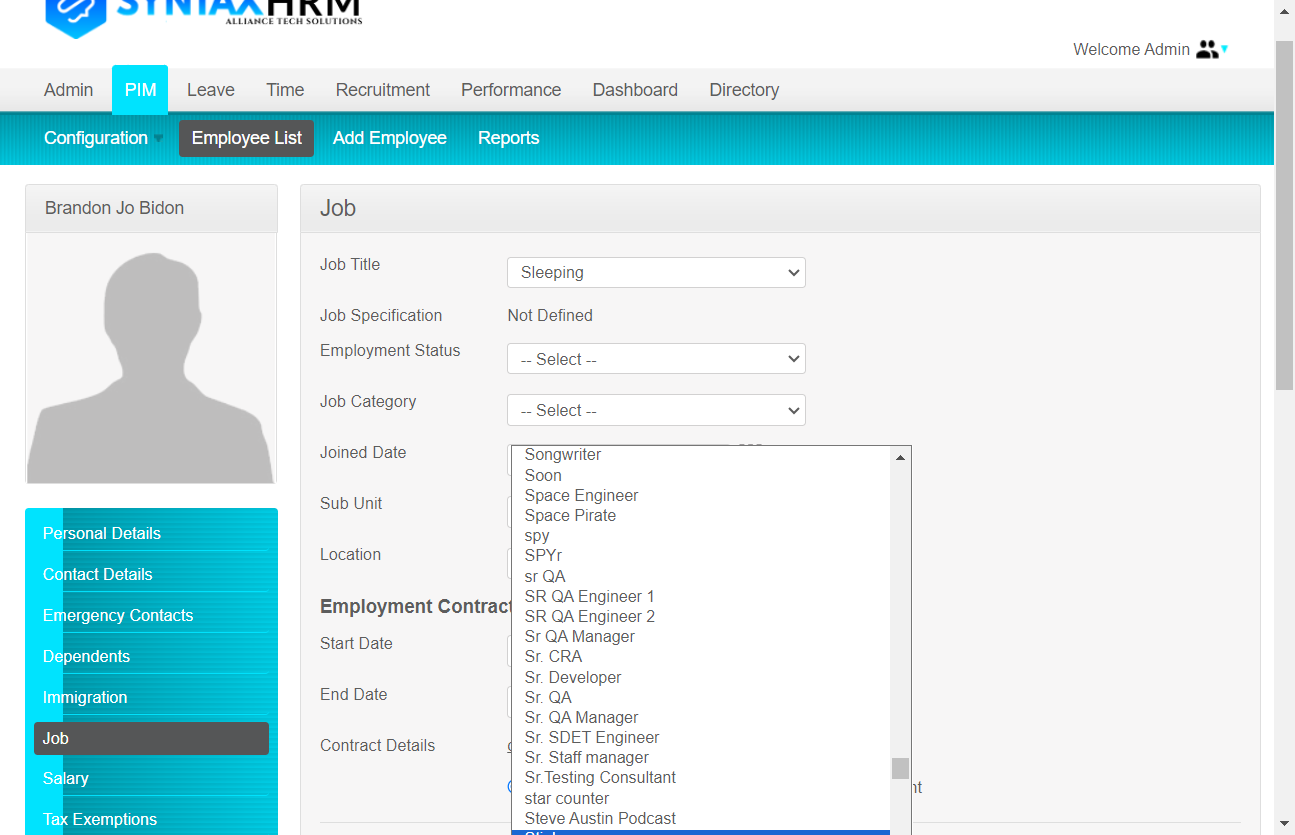 SYNTAXHRM
ALLIANCE TECH SOLUTIONS
Welcome Admin
Admin
PIM
Leave
Time
Recruitment
Performance
Dashboard
Directory
Configuration
Employee List
Add Employee
Reports
Brandon Jo Bidon
Personal Details
Contact Details
Emergency Contacts
Dependents
Immigration
Job
Salary
Tax Exemptions
Job
Job Title
Sleeping
Job Specification
Not Defined
Employment Status
-- Select --
Job Category
-- Select --
Joined Date
Sub Unit
Location
Employment Contract
Start Date
End Date
Contract Details
Songwriter
Soon
Space Engineer
Space Pirate
spy
SPYr
sr QA
SR QA Engineer 1
SR QA Engineer 2
Sr QA Manager
Sr. CRA
Sr. Developer
Sr. QA
Sr. QA Manager
Sr. SDET Engineer
Sr. Staff manager
Sr.Testing Consultant
star counter
Steve Austin Podcast